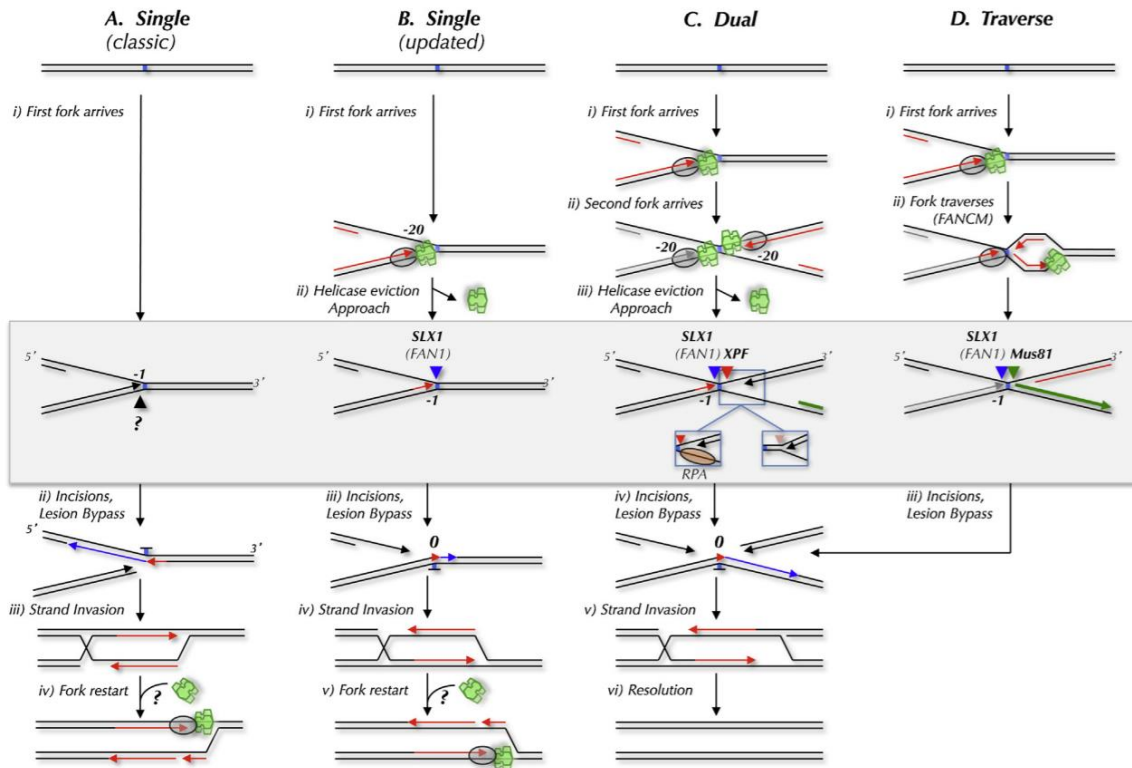 A. Single
(classic)
i) First fork arrives
5’
-1
3’
?
ii) Incisions,
Lesion Bypass
5’
3’
iii) Strand Invasion
iv) Fork restart
?
B. Single
(updated)
i) First fork arrives
-20
ii) Helicase eviction
Approach
SLX1
(FAN1)
5’
3’
-1
iii) Incisions,
Lesion Bypass
0
iv) Strand Invasion
v) Fork restart
?
C. Dual
i) First fork arrives
ii) Second fork arrives
-20
-20
iii) Helicase eviction
Approach
SLX1
(FAN1) XPF
5’
3’
-1
RPA
iv) Incisions,
Lesion Bypass
0
v) Strand Invasion
vi) Resolution
D. Traverse
i) First fork arrives
ii) Fork traverses
(FANCM)
SLX1
(FAN1) Mus81
5’
3’
-1
iii) Incisions,
Lesion Bypass